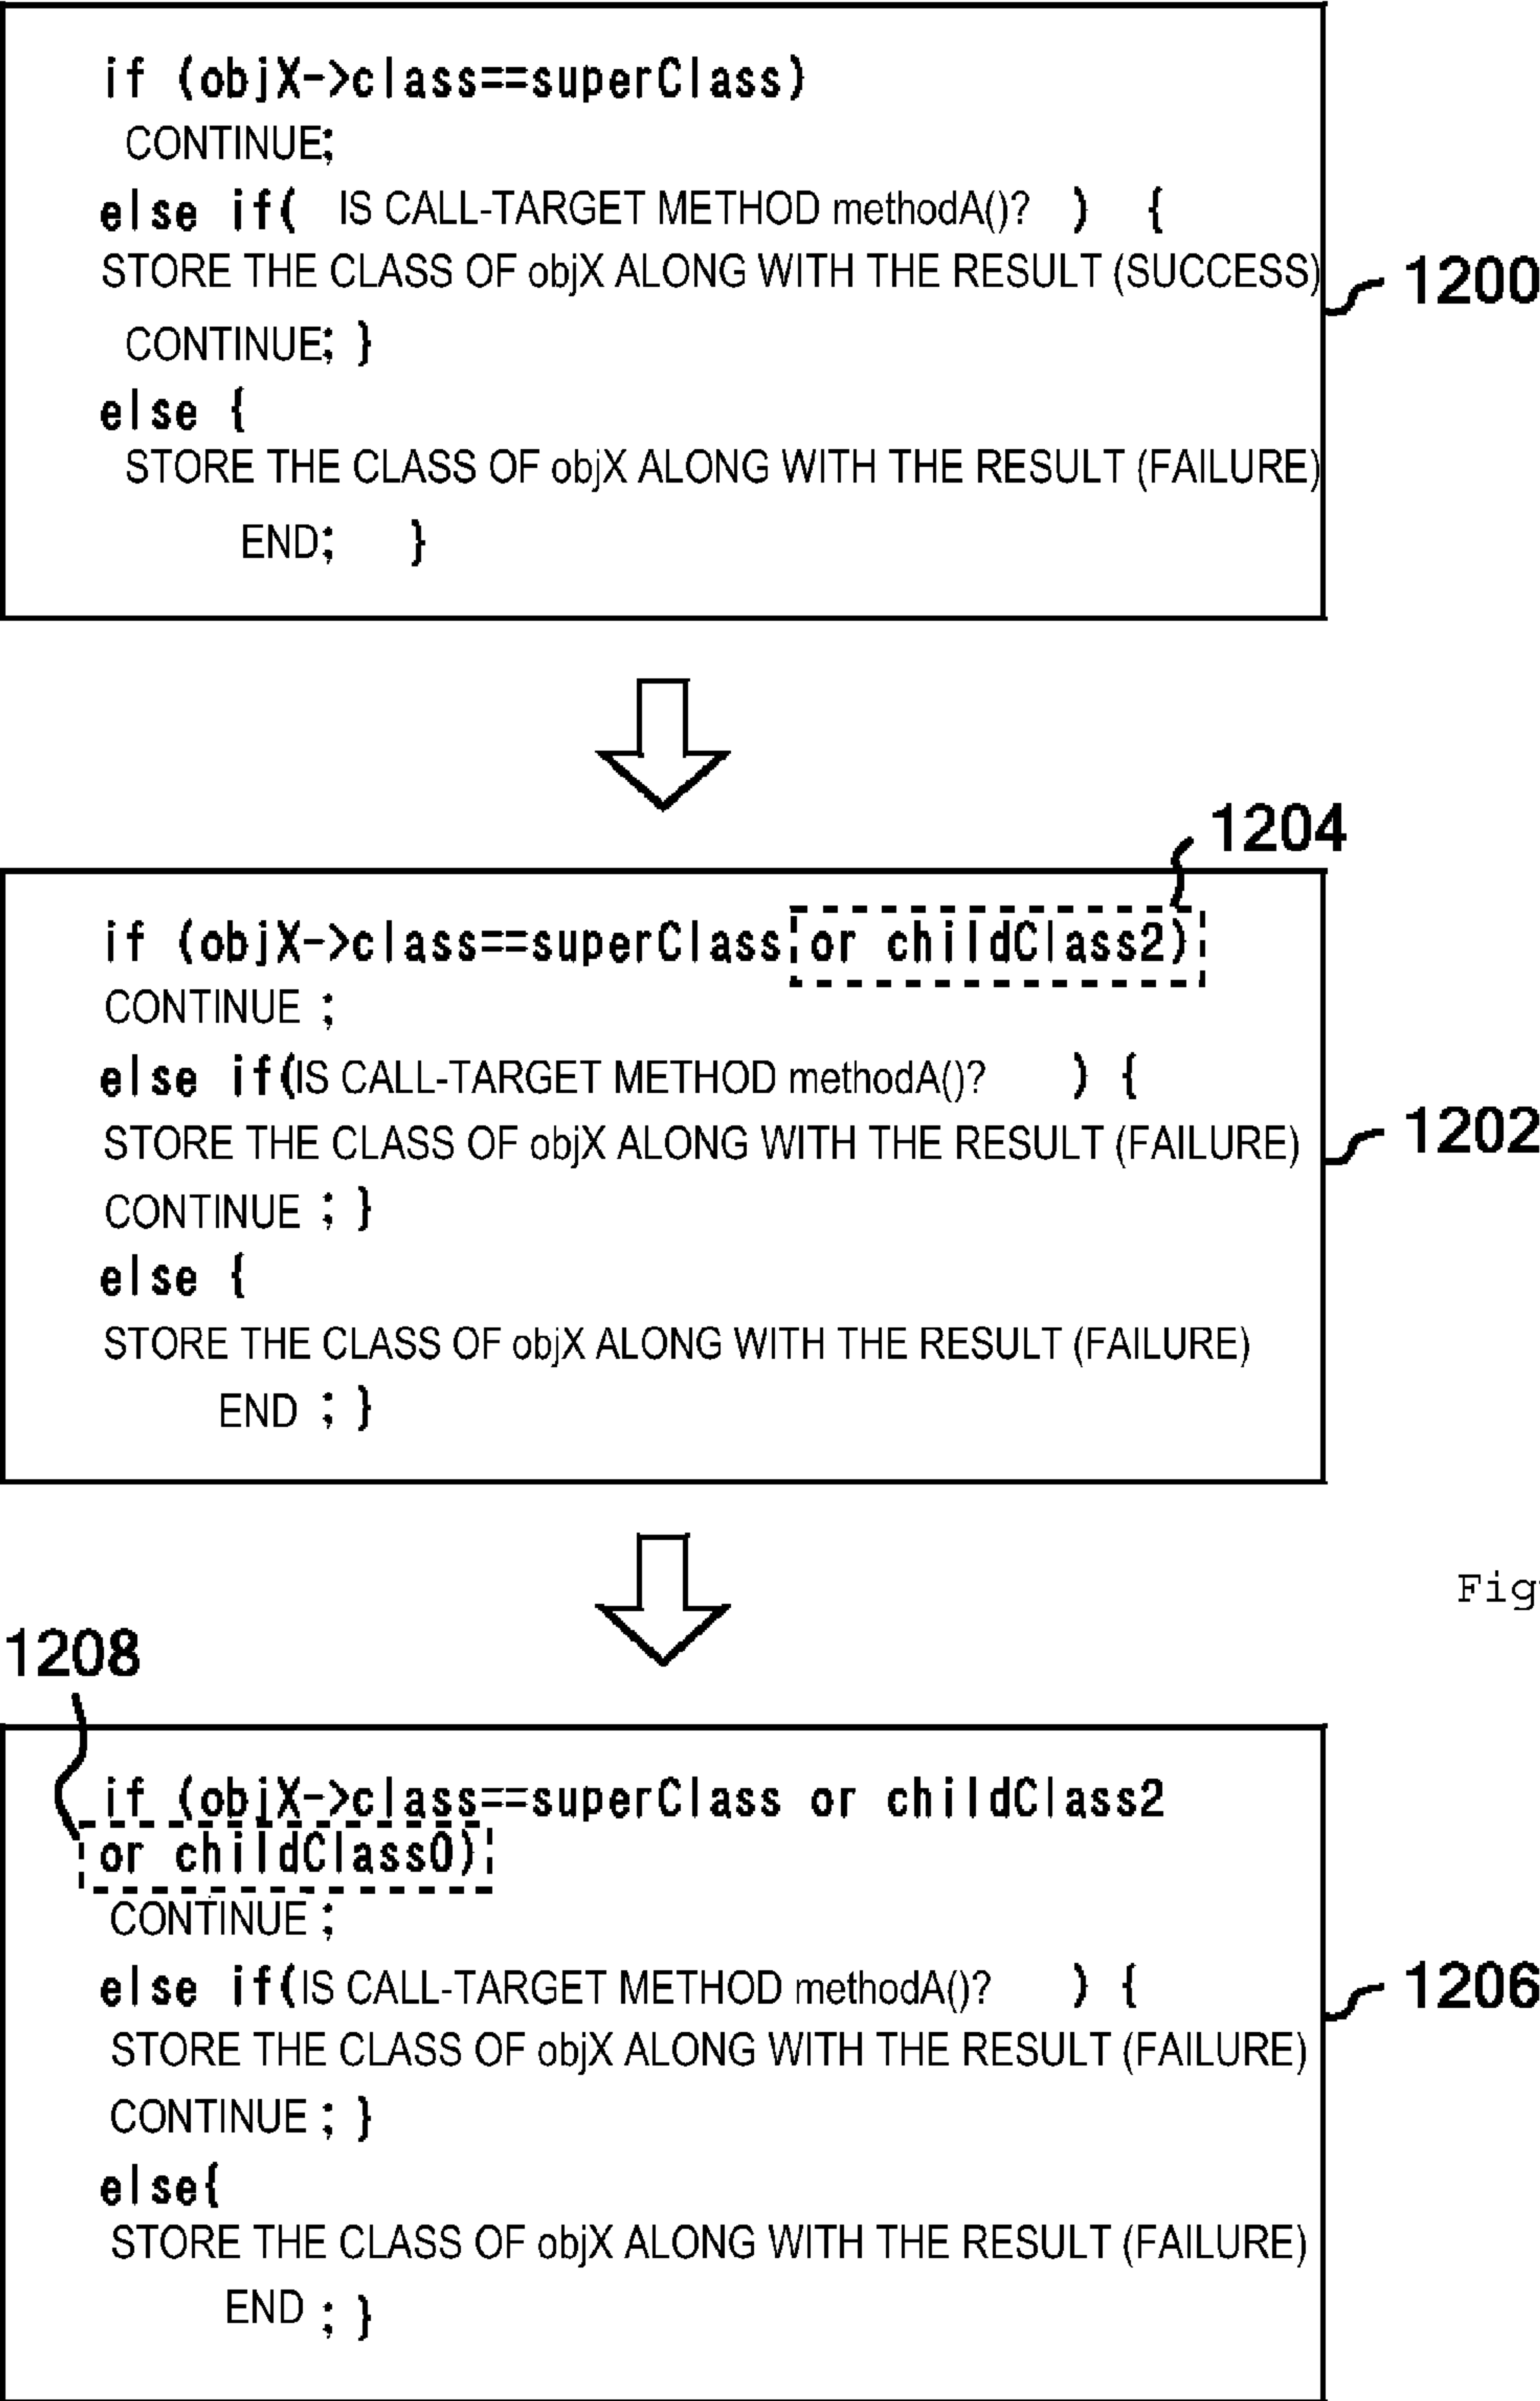 if (objX->class==superClass)
CONTINUE;
else if( IS CALL-TARGET METHOD methodA()? ) {
STORE THE CLASS OF objX ALONG WITH THE RESULT (SUCCESS)
1200
CONTINUE; }
else {
STORE THE CLASS OF objX ALONG WITH THE RESULT (FAILURE)
END; }
1204
if (objX->class==superClass or childClass2)
CONTINUE ;
else if(IS CALL-TARGET METHOD methodA()? ) {
STORE THE CLASS OF objX ALONG WITH THE RESULT (FAILURE)
1202
CONTINUE ; }
else {
STORE THE CLASS OF objX ALONG WITH THE RESULT (FAILURE)
END ; }
Fig
1208
if (objX->class==superClass or childClass2
or childClass0)
CONTINUE ;
else if(IS CALL-TARGET METHOD methodA()? ) {
1206
STORE THE CLASS OF objX ALONG WITH THE RESULT (FAILURE)
CONTINUE ; }
else{
STORE THE CLASS OF objX ALONG WITH THE RESULT (FAILURE)
END ; }